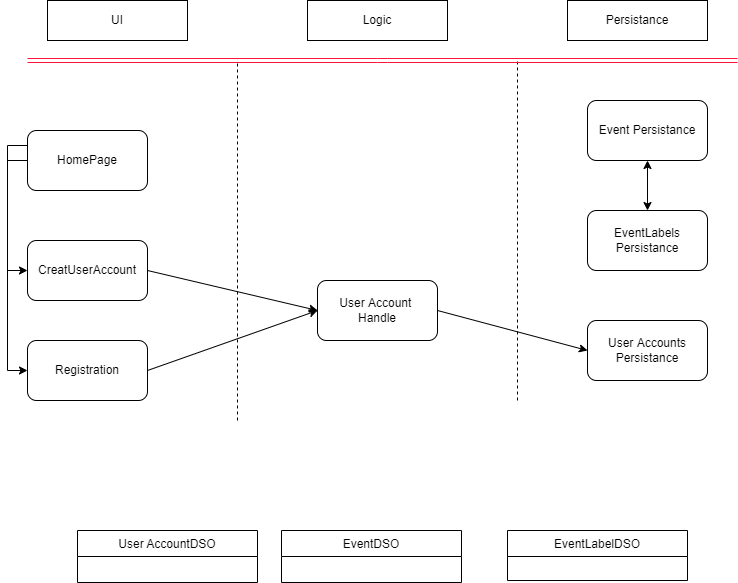 UI
Logic
Persistance
HomePage
CreatUserAccount
Registration
User Account
Handle
Event Persistance
EventLabels
Persistance
User Accounts
Persistance
User AccountDSO
EventDSO
EventLabelDSO